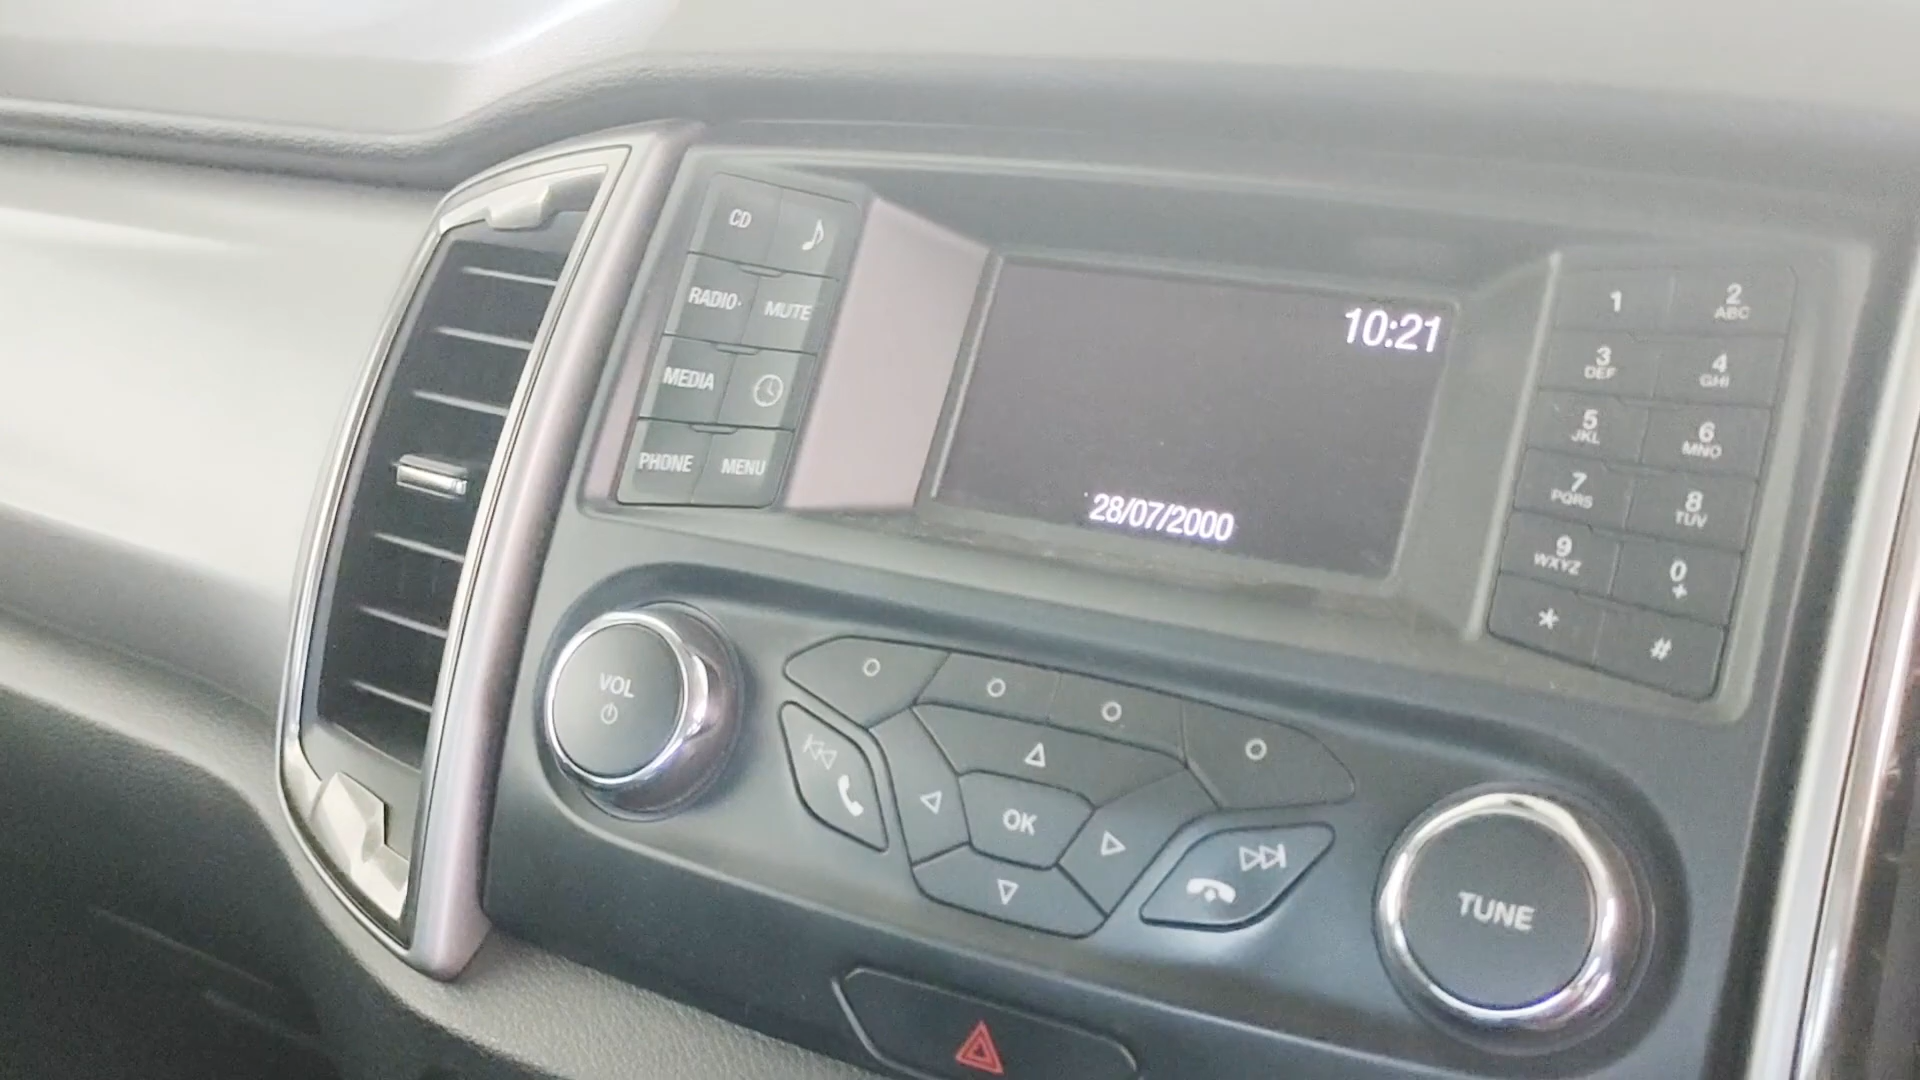 CD
RADIO
MUTE
MEDIA
PHONE
MENU
10:21
28/07/2000
1
2
ABC
3
DEF
4
GHI
5
JKL
6
MNO
7
PQRS
8
TUV
9
WXYZ
0
+
*
#
VOL
OK
TUNE